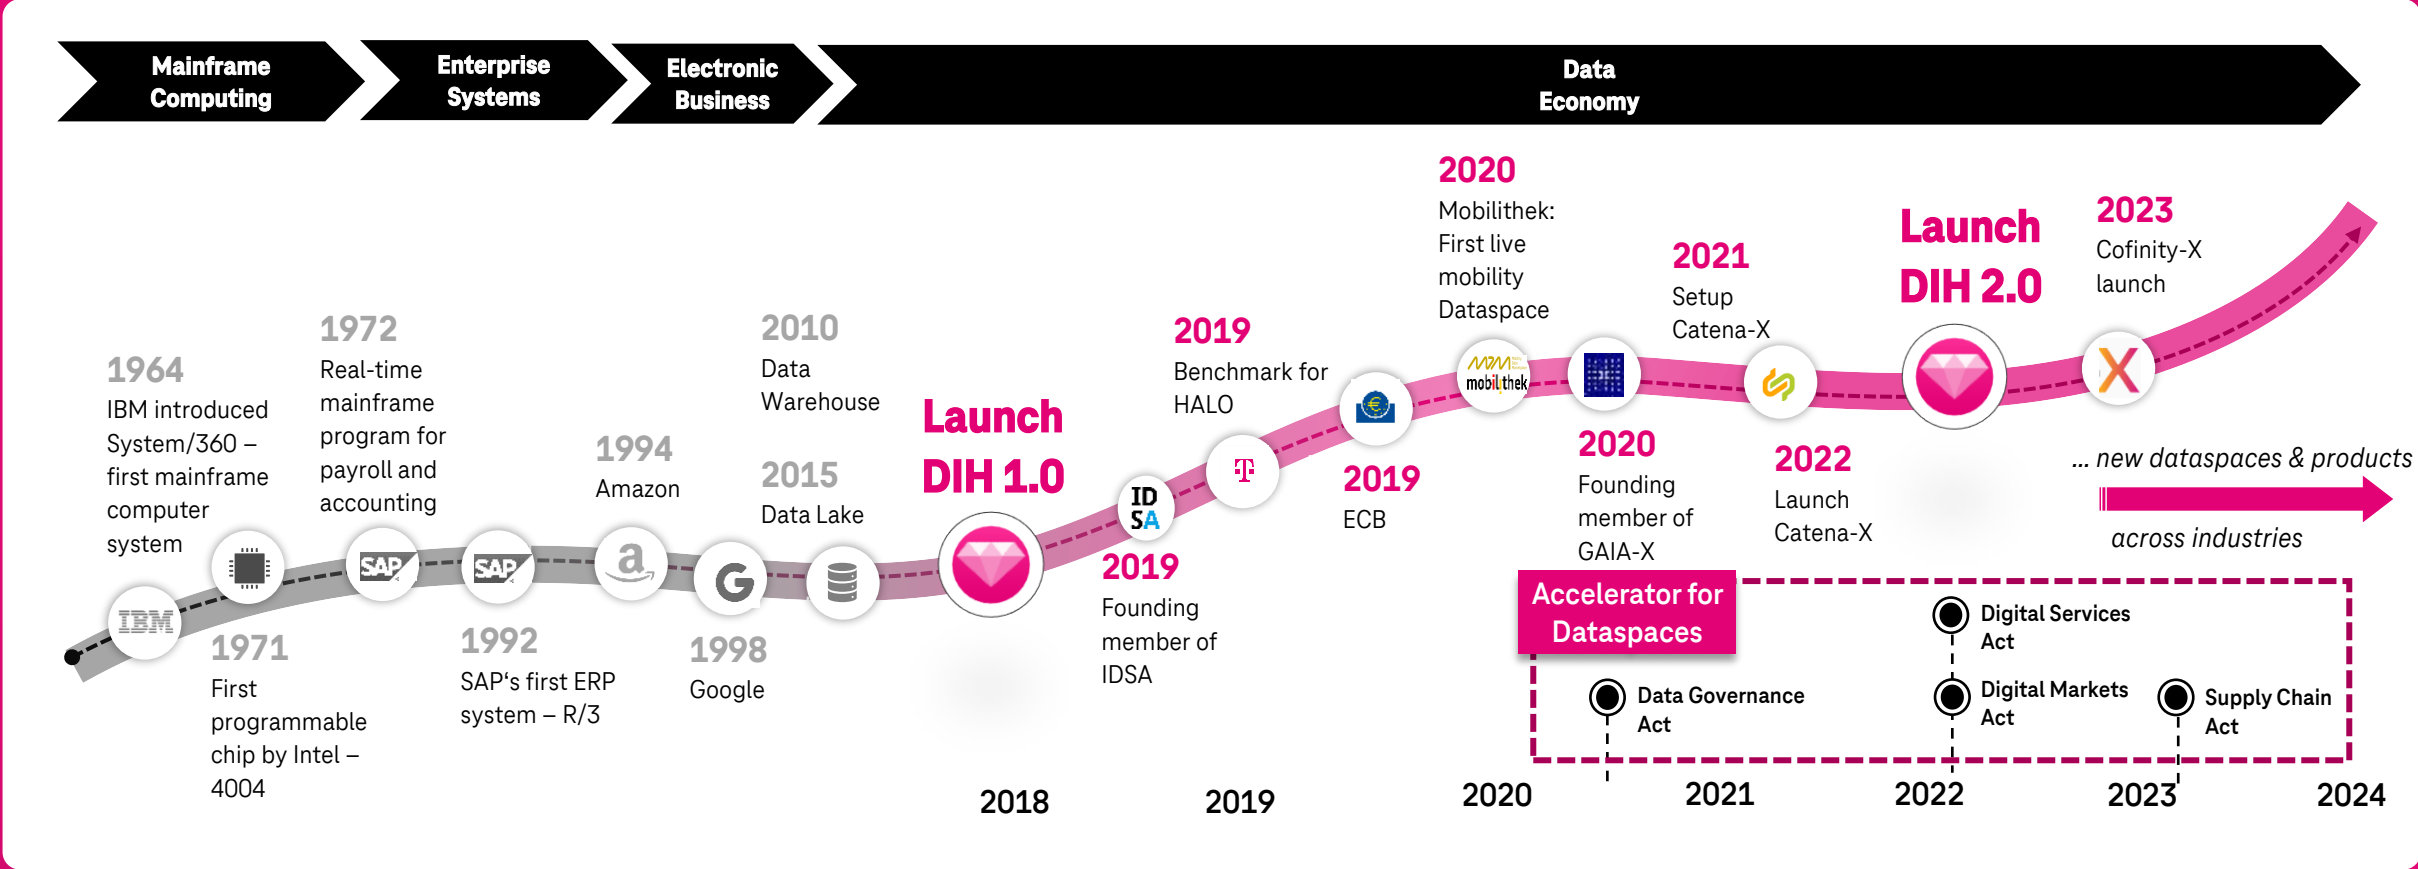 Mainframe
Computing
Enterprise
Systems
Electronic
Business
Data
Economy
1964
IBM introduced
System/360 –
first mainframe
computer
system
IBM
1971
First
programmable
chip by Intel –
4004
1972
Real-time
mainframe
program for
payroll and
accounting
SAP
SAP
1992
SAP‘s first ERP
system – R/3
1994
Amazon
a
G
1998
Google
2010
Data
Warehouse
2015
Data Lake
Launch
DIH 1.0
ID
SA
2019
Founding
member of
IDSA
2019
Benchmark for
HALO
T
€
2019
ECB
2020
Mobilithek:
First live
mobility
Dataspace
MDM
mobilithek
2020
Founding
member of
GAIA-X
2021
Setup
Catena-X
2022
Launch
Catena-X
Launch
DIH 2.0
2023
Cofinity-X
launch
X
... new dataspaces & products
across industries
Accelerator for
Dataspaces
Data Governance
Act
Digital Services
Act
Digital Markets
Act
Supply Chain
Act
2018
2019
2020
2021
2022
2023
2024